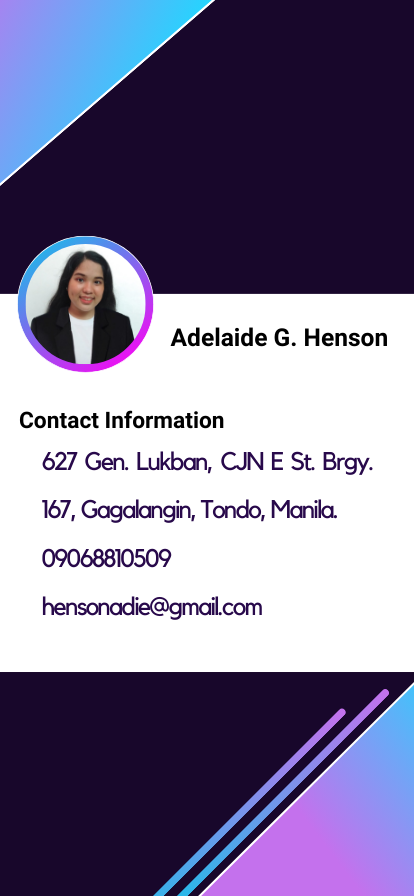 Adelaide G. Henson
Contact Information
627 Gen. Lukban, CJN E St. Brgy.
167, Gagalangin, Tondo, Manila.
09068810509
hensonadie@gmail.com